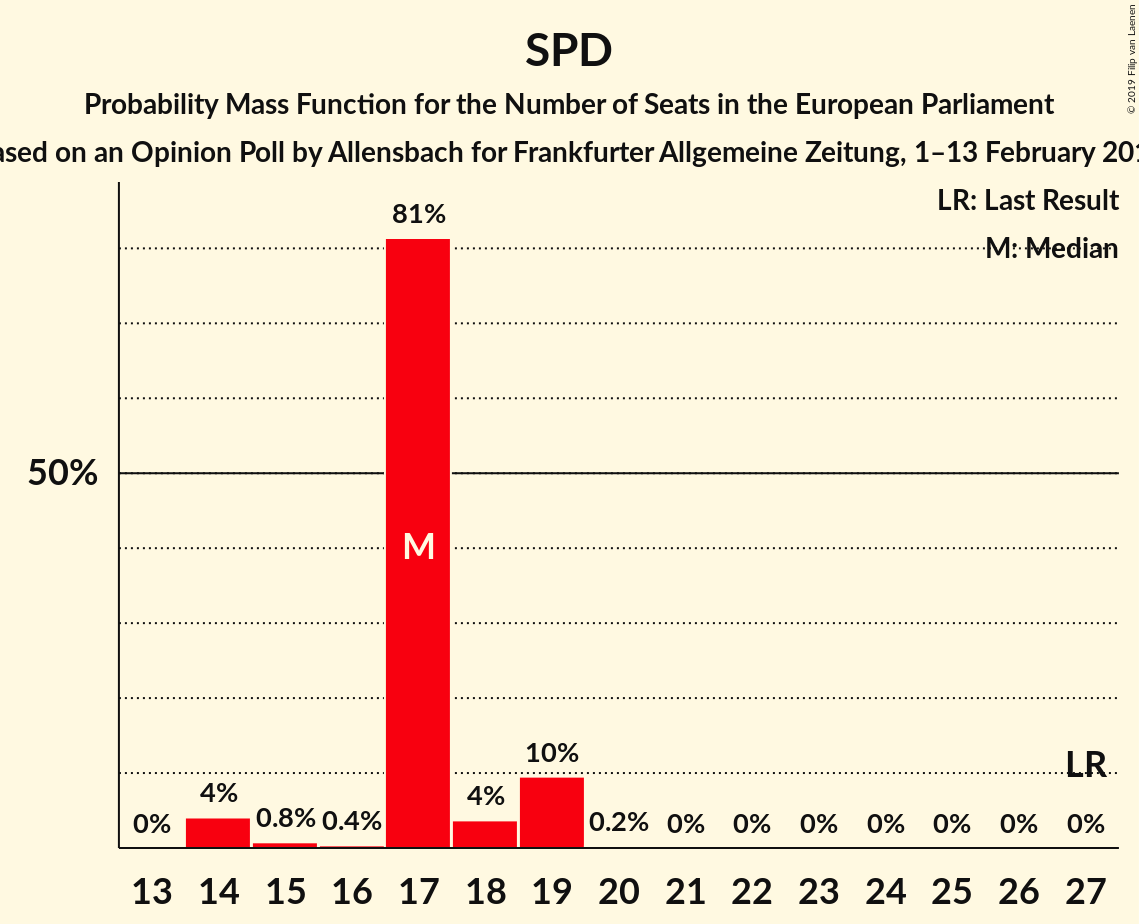 SPD
Probability Mass Function for the Number of Seats in the European Parliament
on an Opinion Poll by Allensbach for Frankfurter Allgemeine Zeitung, 1–13 February
© 2019 Filip van Laenen
LR: Last Result
M: Median
81%
50%
M
10%
LR
4%
4%
0%
0.8%
0.4%
0.2%
0%
0%
0%
0%
0%
0%
0%
13 14 15 16 17 18 19 20 21 22 23 24 25 26 27